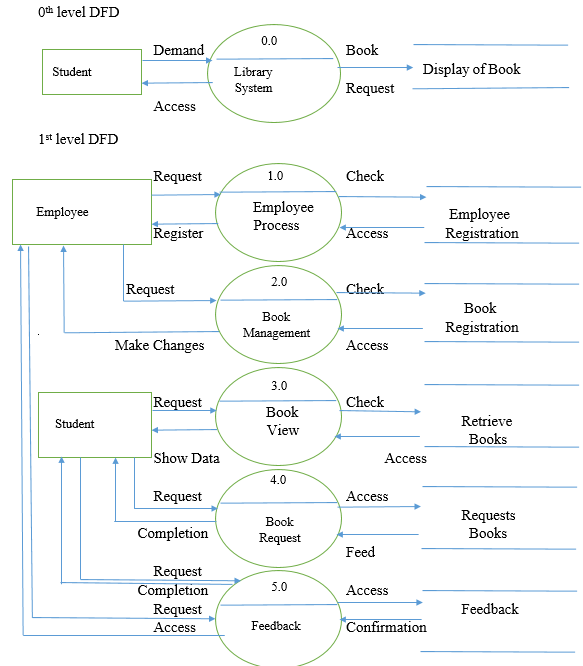 0th level DFD
Demand
0.0
Book
Student
Library
System
Display of Book
Access
Request
1st level DFD
Request
1.0
Check
Employee
Employee
Process
Employee
Registration
Register
Access
Request
2.0
Check
Book
Management
Book
Registration
Make Changes
Access
Request
3.0
Check
Student
Book
View
Retrieve
Books
Show Data
Access
4.0
Request
Access
Book
Request
Requests
Books
Completion
Feed
Request
5.0
Completion
Access
Request
Feedback
Access
Feedback
Confirmation